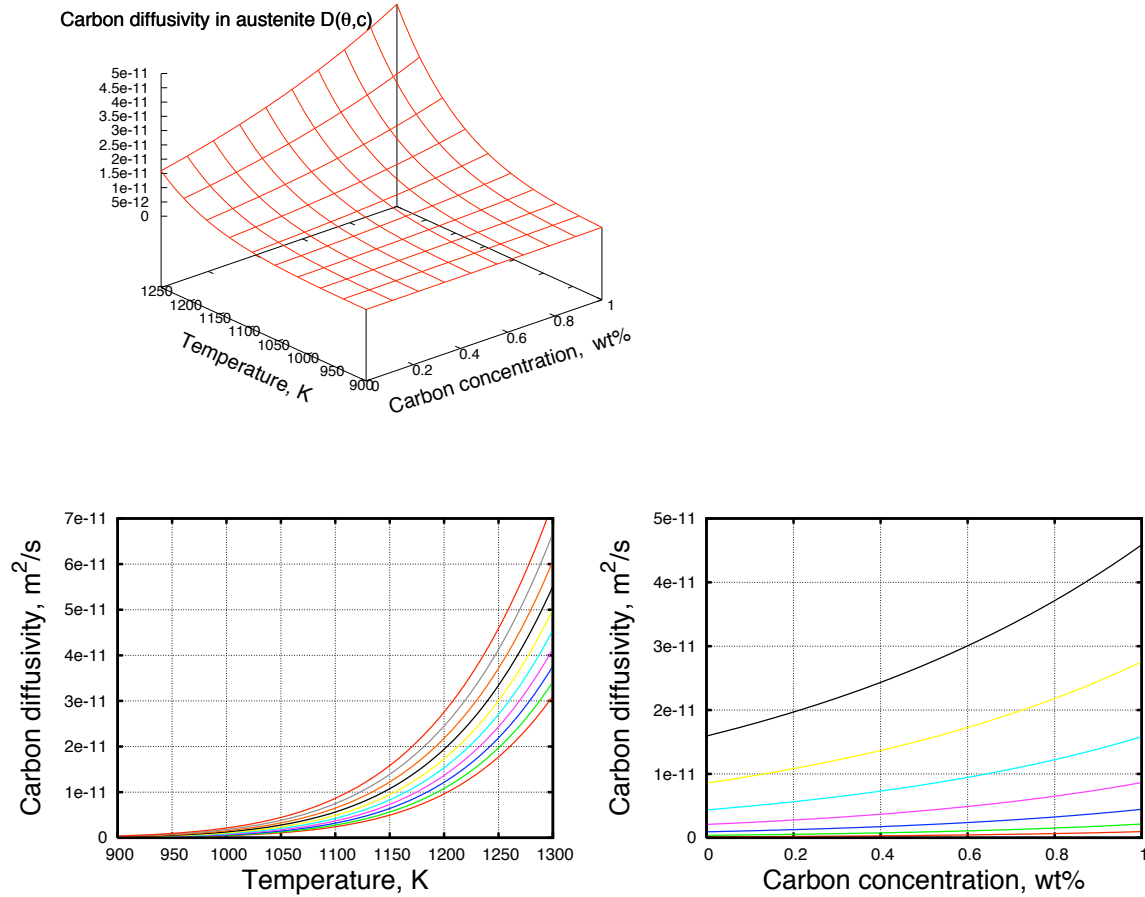 Carbon diffusivity in austenite D(θ,c)
5e-11
4.5e-11
4e-11
3.5e-11
3e-11
2.5e-11
2e-11
1.5e-11
1e-11
5e-12
0
1250
1200
1150
1100
1050
1000
950
900
Temperature, K
0
0.2
0.4
0.6
0.8
1
Carbon concentration, wt%
7e-11
6e-11
5e-11
4e-11
3e-11
2e-11
1e-11
0
Carbon diffusivity, m²/s
900 950 1000 1050 1100 1150 1200 1250 1300
Temperature, K
5e-11
4e-11
3e-11
2e-11
1e-11
0
Carbon diffusivity, m²/s
0 0.2 0.4 0.6 0.8 1
Carbon concentration, wt%